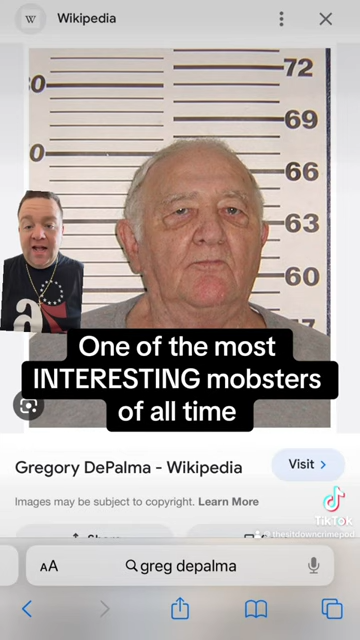 W Wikipedia
72
69
66
63
60
One of the most
INTERESTING mobsters
of all time
Gregory DePalma - Wikipedia
Visit >
Images may be subject to copyright. Learn More
TikTok
@thesitdowncrimepod
AA
greg depalma